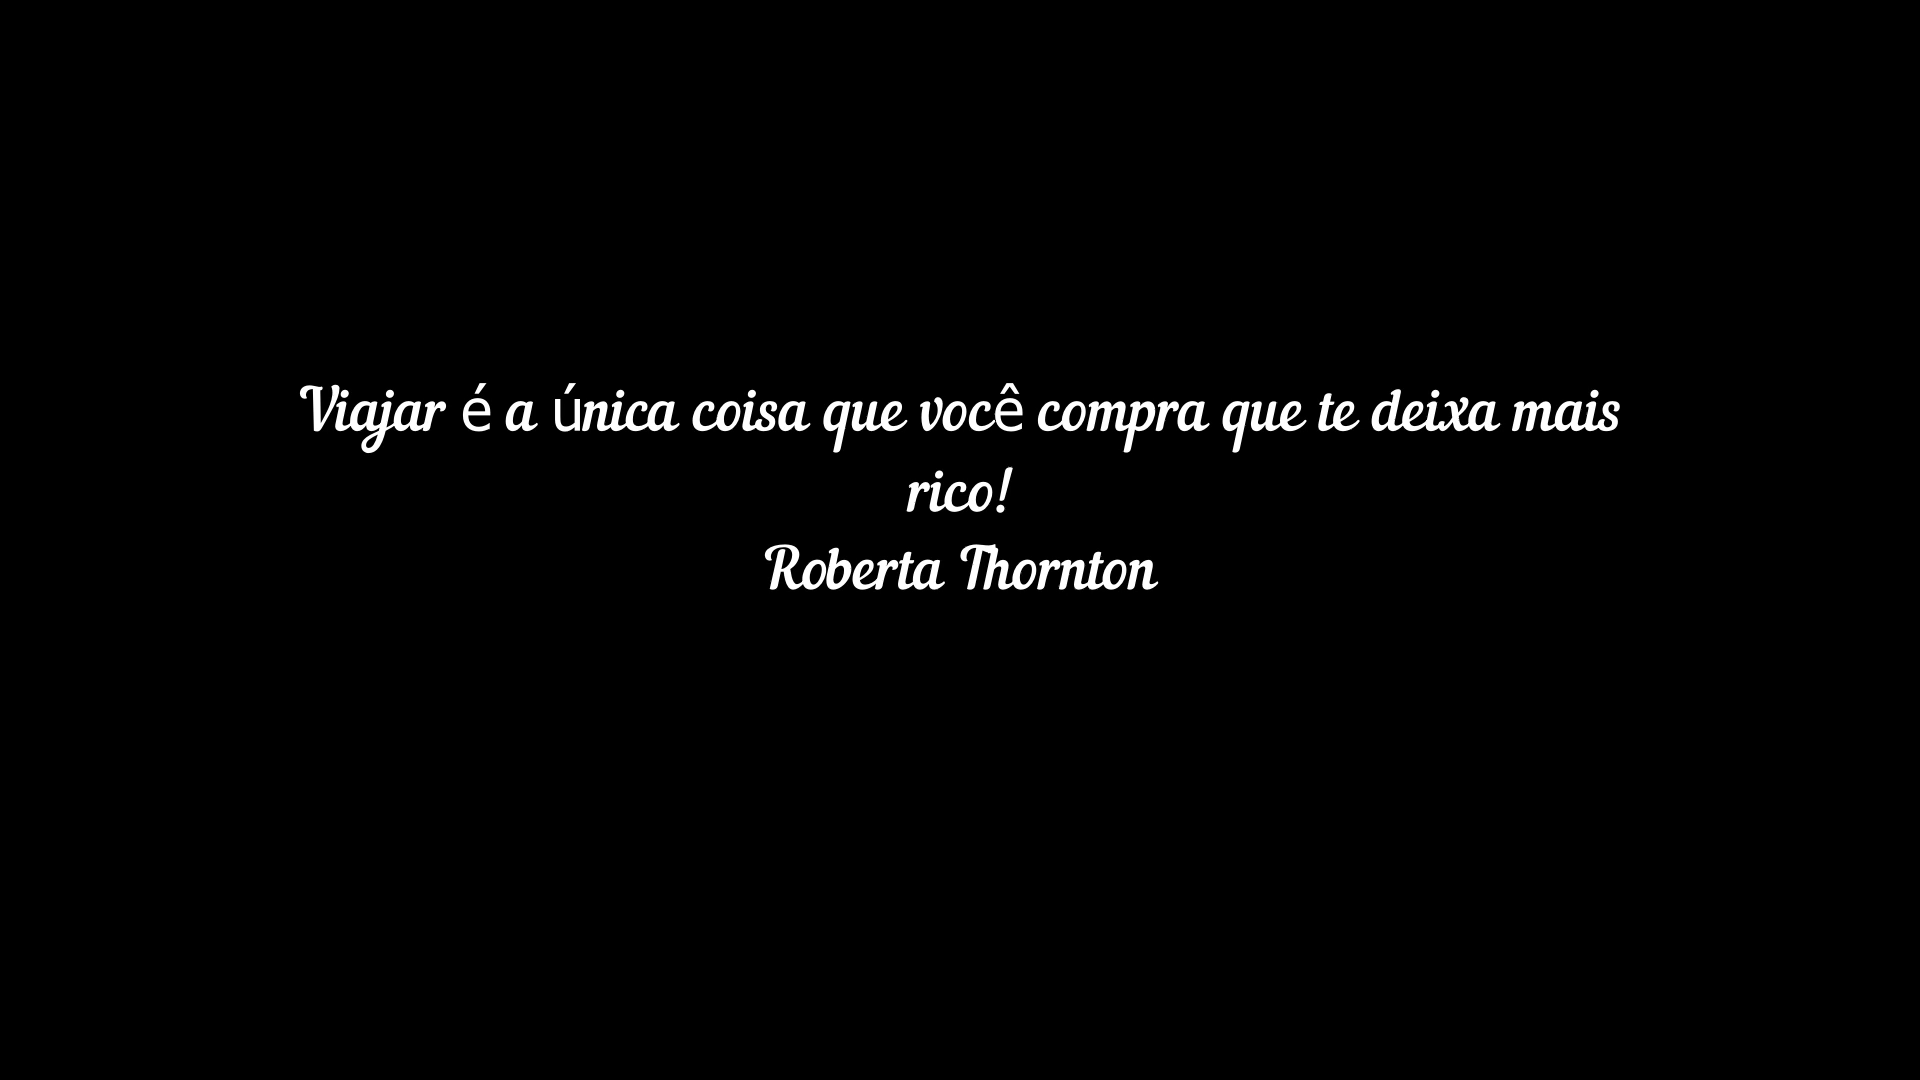 Viajar é a única coisa que você compra que te deixa mais
rico!
Roberta Thornton